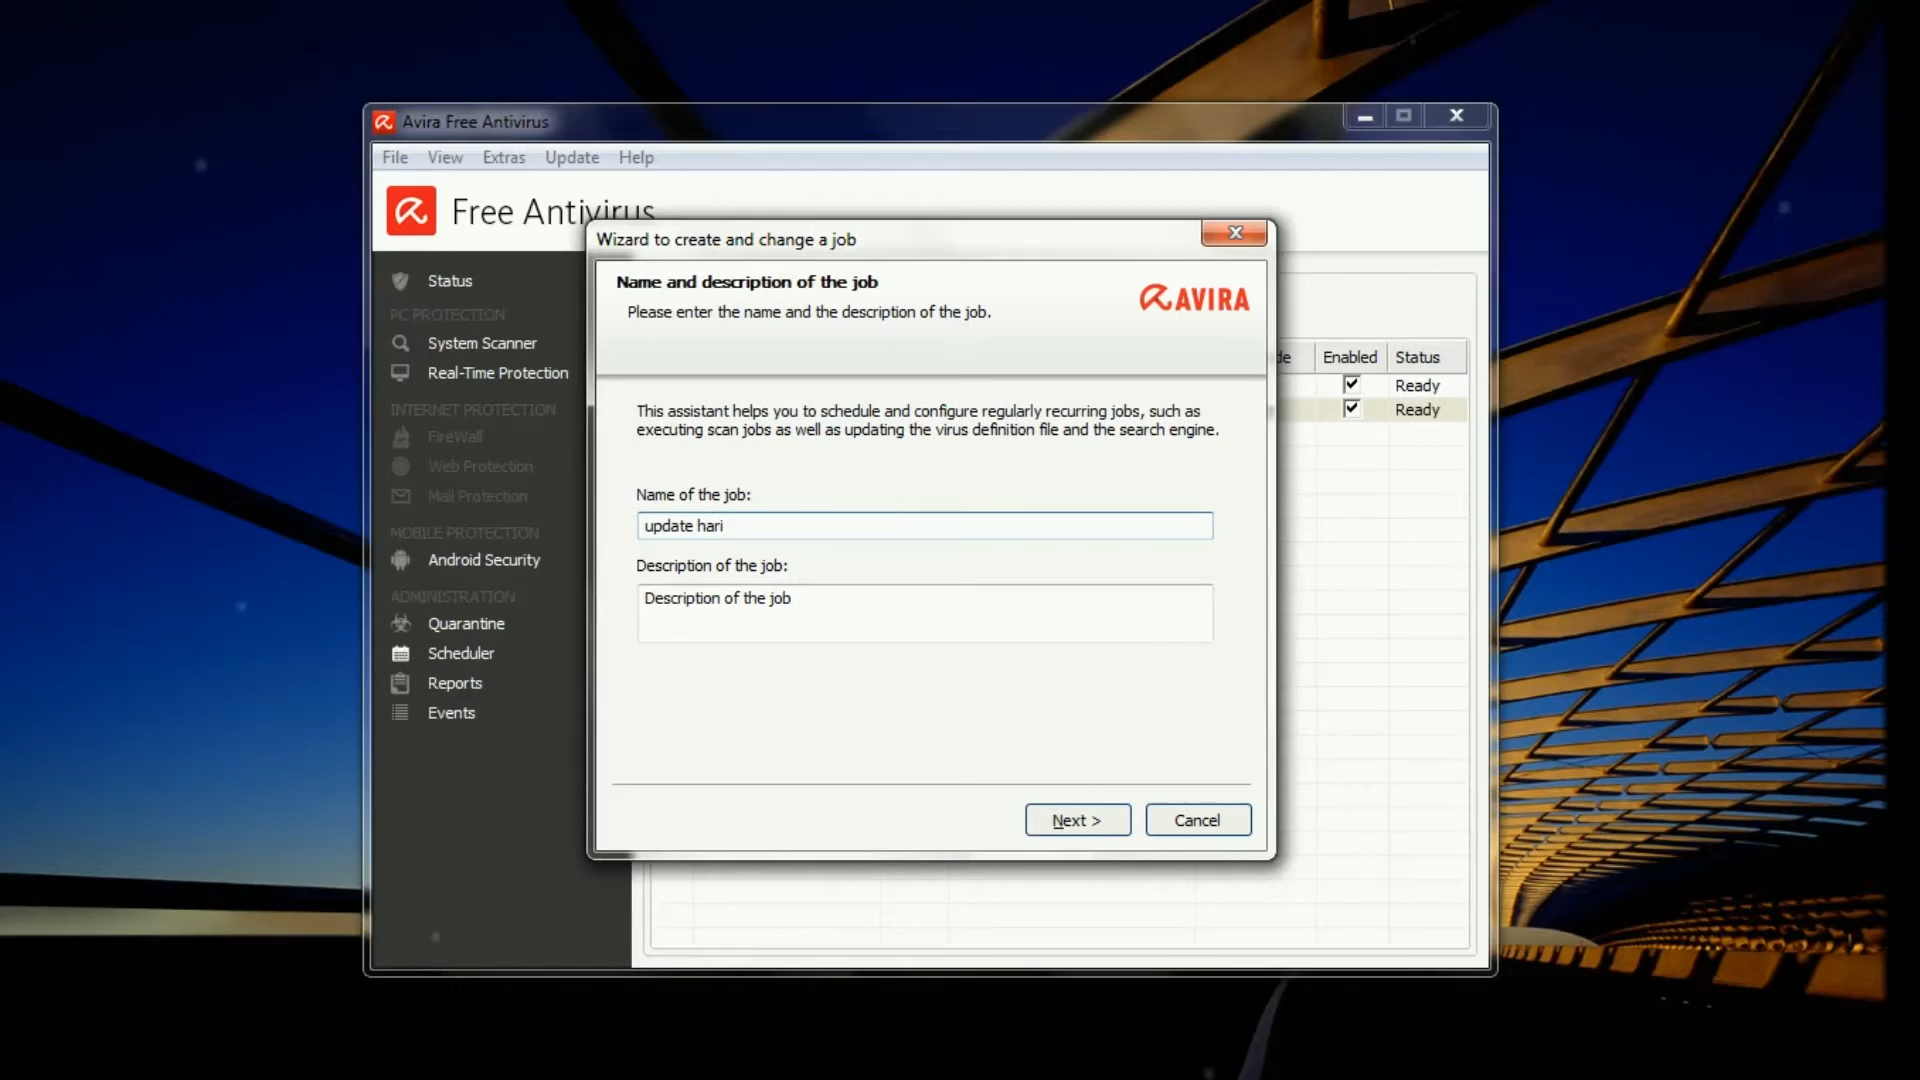 Avira Free Antivirus
File View Extras Update Help
Free Antivirus
Wizard to create and change a job
Name and description of the job
Please enter the name and the description of the job.
AVIRA
Status
PC PROTECTION
System Scanner
Real-Time Protection
INTERNET PROTECTION
FireWall
Web Protection
Mail Protection
MOBILE PROTECTION
Android Security
ADMINISTRATION
Quarantine
Scheduler
Reports
Events
Enabled Status
Ready
Ready
This assistant helps you to schedule and configure regularly recurring jobs, such as
executing scan jobs as well as updating the virus definition file and the search engine.
Name of the job:
update hari
Description of the job:
Description of the job
Next >
Cancel